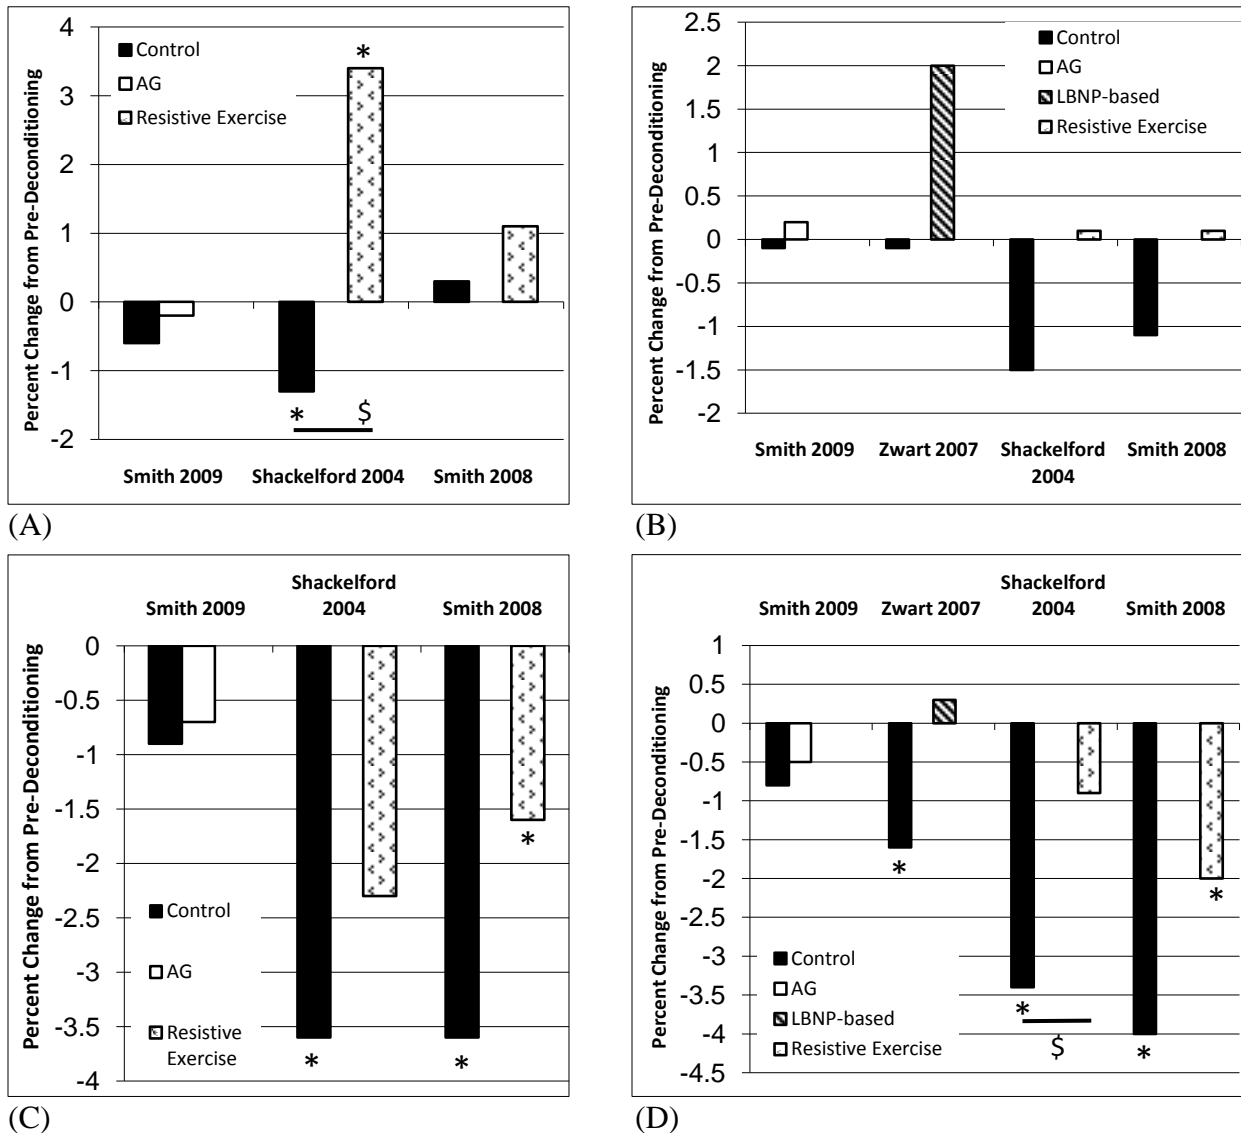 4
3
2
1
0
-1
-2
Percent Change from Pre-Deconditioning
Control
AG
Resistive Exercise
*
* $
Smith 2009 Shackelford 2004 Smith 2008
(A)
2.5
2
1.5
1
0.5
0
-0.5
-1
-1.5
-2
Percent Change from Pre-Deconditioning
Control
AG
LBNP-based
Resistive Exercise
Smith 2009 Zwart 2007 Shackelford 2004 Smith 2008
(B)
Smith 2009 Shackelford 2004 Smith 2008
0
-0.5
-1
-1.5
-2
-2.5
-3
-3.5
-4
Percent Change from Pre-Deconditioning
Control
AG
Resistive
Exercise
*
* *
(C)
Smith 2009 Zwart 2007 Shackelford 2004 Smith 2008
1
0.5
0
-0.5
-1
-1.5
-2
-2.5
-3
-3.5
-4
-4.5
Percent Change from Pre-Deconditioning
Control
AG
LBNP-based
Resistive Exercise
*
*
*
$
*
(D)